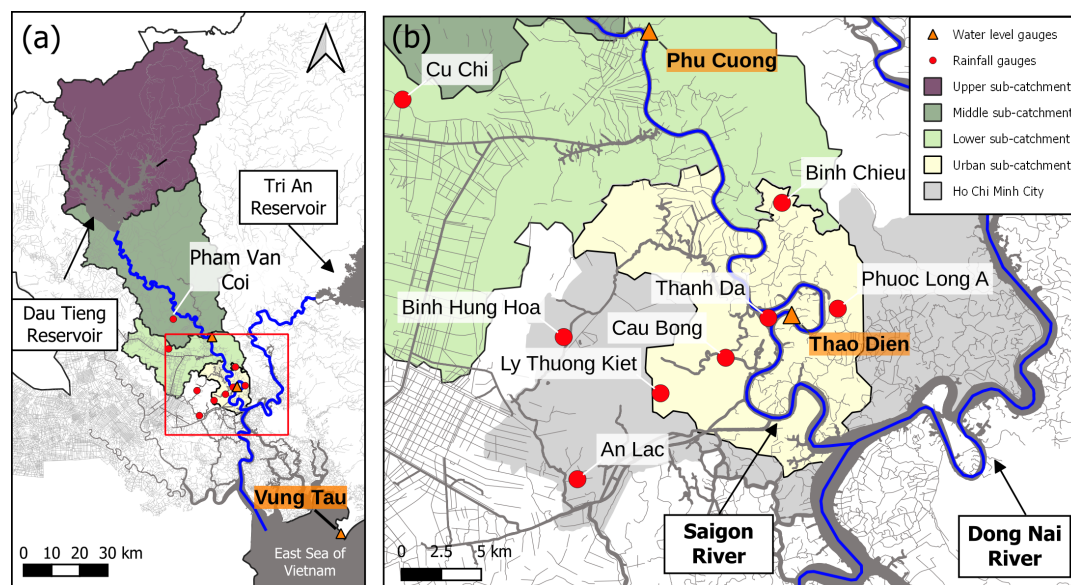 (a)
Tri An
Reservoir
Pham Van
Coi
Dau Tieng
Reservoir
Vung Tau
East Sea of
Vietnam
0 10 20 30 km
(b)
Phu Cuong
Cu Chi
Binh Chieu
Phuoc Long A
Thanh Da
Binh Hung Hoa
Cau Bong
Thao Dien
Ly Thuong Kiet
An Lac
Saigon
River
Dong Nai
River
0 2.5 5 km
Water level gauges
Rainfall gauges
Upper sub-catchment
Middle sub-catchment
Lower sub-catchment
Urban sub-catchment
Ho Chi Minh City